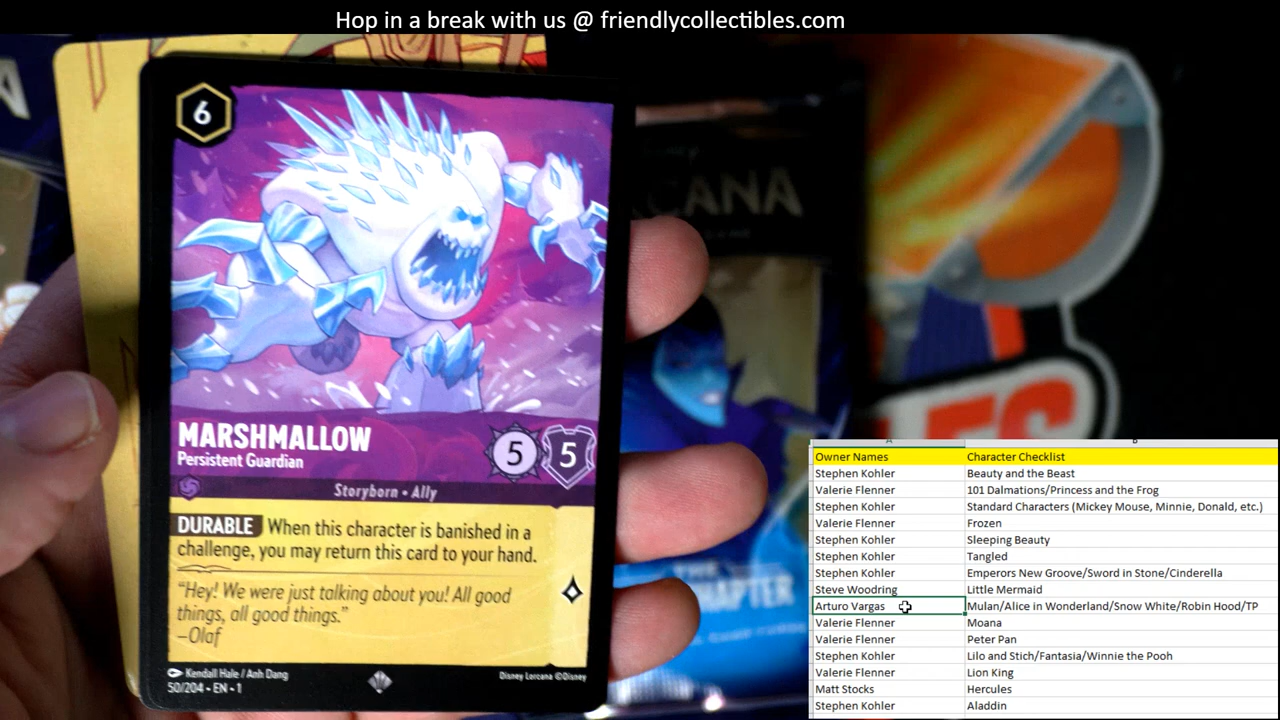 Hop in a break with us @ friendlycollectibles.com
6
MARSHMALLOW
Persistent Guardian
5
5
Storyborn • Ally
DURABLE When this character is banished in a
challenge, you may return this card to your hand.
“Hey! We were just talking about you! All good
things, all good things.”
—Olaf
Kendall Hale / Anh Dang
50/204 • EN • 1
Disney Lorcana ©Disney
CANA
THE
HAPTER
ES
A B
Owner Names Character Checklist
Stephen Kohler Beauty and the Beast
Valerie Flenner 101 Dalmations/Princess and the Frog
Stephen Kohler Standard Characters (Mickey Mouse, Minnie, Donald, etc.)
Valerie Flenner Frozen
Stephen Kohler Sleeping Beauty
Stephen Kohler Tangled
Stephen Kohler Emperors New Groove/Sword in Stone/Cinderella
Steve Woodring Little Mermaid
Arturo Vargas Mulan/Alice in Wonderland/Snow White/Robin Hood/TP
Valerie Flenner Moana
Valerie Flenner Peter Pan
Stephen Kohler Lilo and Stich/Fantasia/Winnie the Pooh
Valerie Flenner Lion King
Matt Stocks Hercules
Stephen Kohler Aladdin